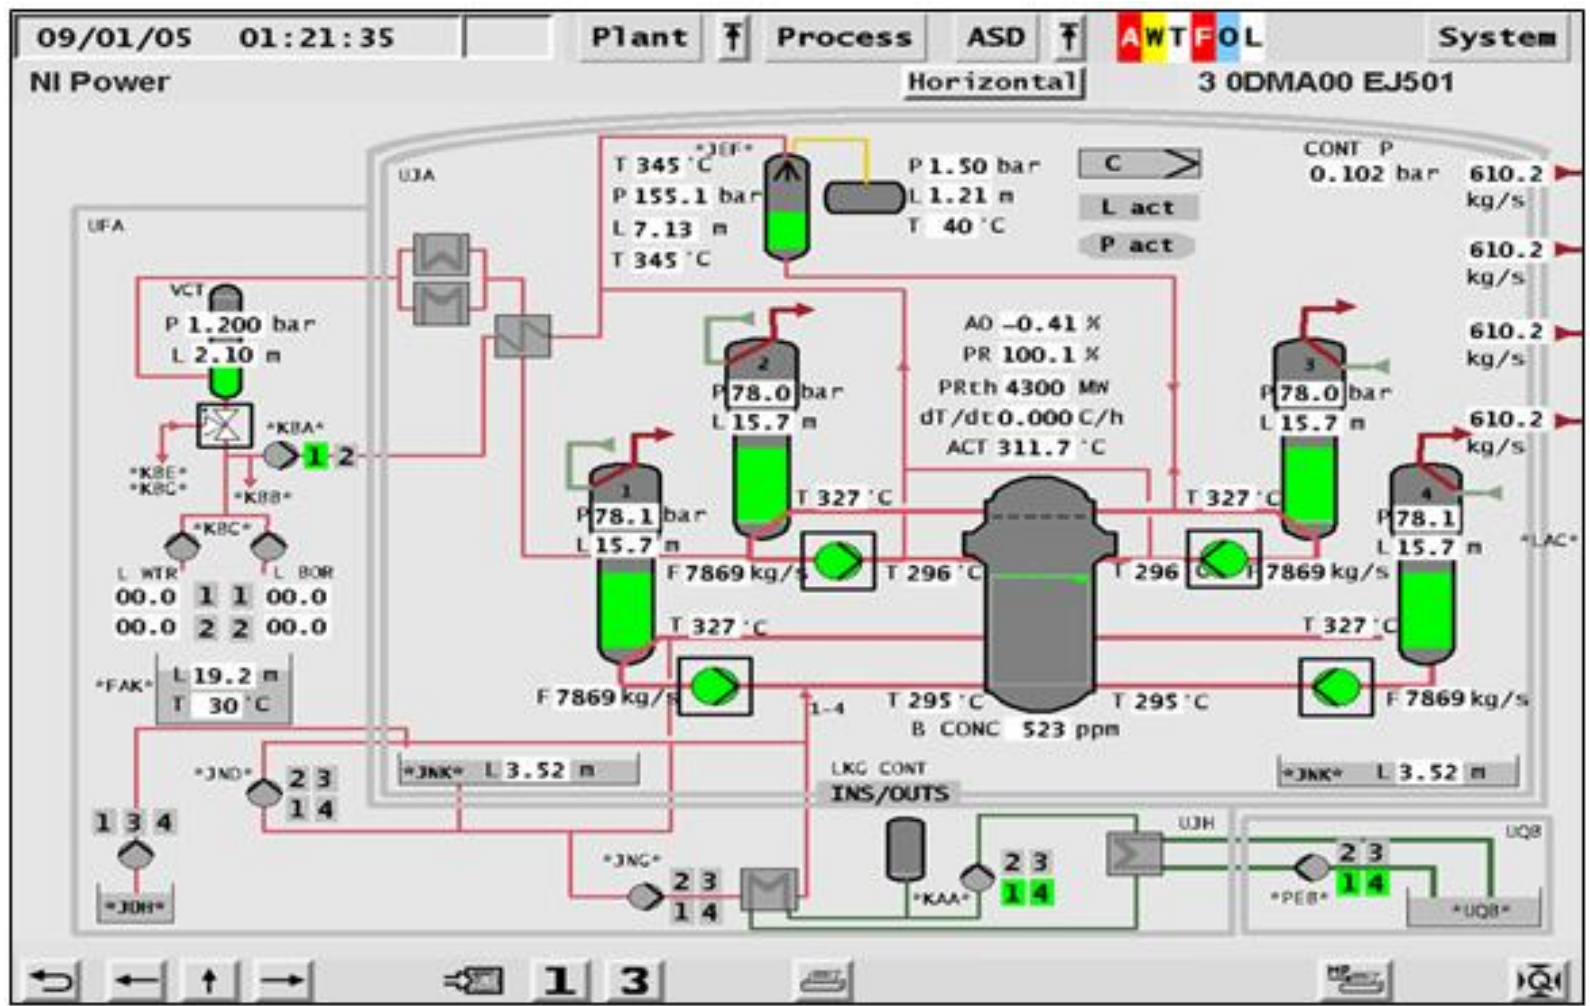 09/01/05 01:21:35 Plant Process ASD AWTFOL System
NI Power Horizontal 3 0DMA00 EJ501
UJA
*JEF*
T 345 °C
P 155.1 bar
L 7.13 m
T 345 °C
P 1.50 bar
L 1.21 m
T 40 °C
C
L act
P act
CONT P
0.102 bar
610.2
kg/s
610.2
kg/s
610.2
kg/s
610.2
kg/s
UFA
VCT
P 1.200 bar
L 2.10 m
*KBA*
1 2
*KBE*
*KBG*
*KBB*
*KBC*
L WTR L BOR
00.0 1 1 00.0
00.0 2 2 00.0
*FAK*
L 19.2 m
T 30 °C
2
P 78.0 bar
L 15.7 m
1
P 78.1 bar
L 15.7 m
AO -0.41 %
PR 100.1 %
PRth 4300 MW
dT/dt 0.000 C/h
ACT 311.7 °C
3
P 78.0 bar
L 15.7 m
4
P 78.1
L 15.7 m
*LAC*
T 327 °C T 327 °C
F 7869 kg/s T 296 °C T 296 F 7869 kg/s
T 327 °C T 327 °C
F 7869 kg/s T 295 °C T 295 °C F 7869 kg/s
1-4
B CONC 523 ppm
*JNK* L 3.52 m
LKG CONT
INS/OUTS
*JNK* L 3.52 m
*JND*
2 3
1 4
1 3 4
*JDH*
*JNG*
2 3
1 4
*KAA*
2 3
1 4
UJH
UQB
*PEB*
2 3
1 4
*UQB*
1 3
MP
Q